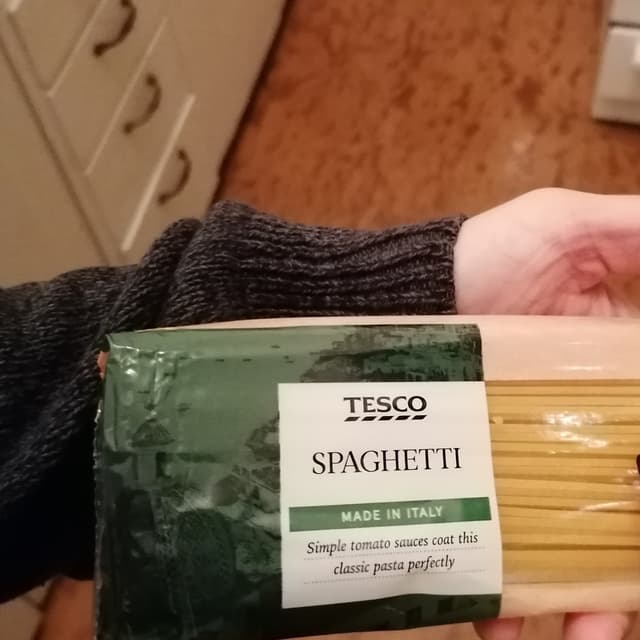 TESCO
SPAGHETTI
MADE IN ITALY
Simple tomato sauces coat this
classic pasta perfectly